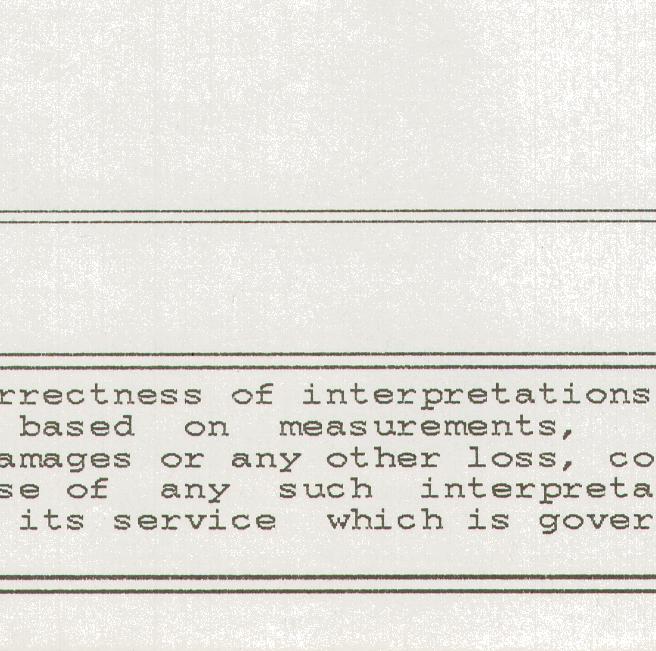 rrectness of interpretations
based on measurements,
amages or any other loss, co
se of any such interpreta
its service which is gover